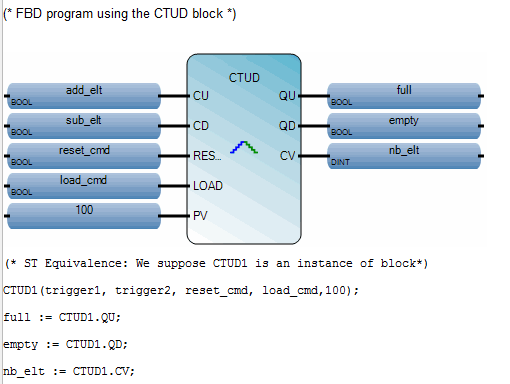 (* FBD program using the CTUD block *)
CTUD
add_elt
BOOL
CU
QU
full
BOOL
sub_elt
BOOL
CD
QD
empty
BOOL
reset_cmd
BOOL
RES...
CV
nb_elt
DINT
load_cmd
BOOL
LOAD
100
PV
(* ST Equivalence: We suppose CTUD1 is an instance of block*)
CTUD1(trigger1, trigger2, reset_cmd, load_cmd,100);
full := CTUD1.QU;
empty := CTUD1.QD;
nb_elt := CTUD1.CV;